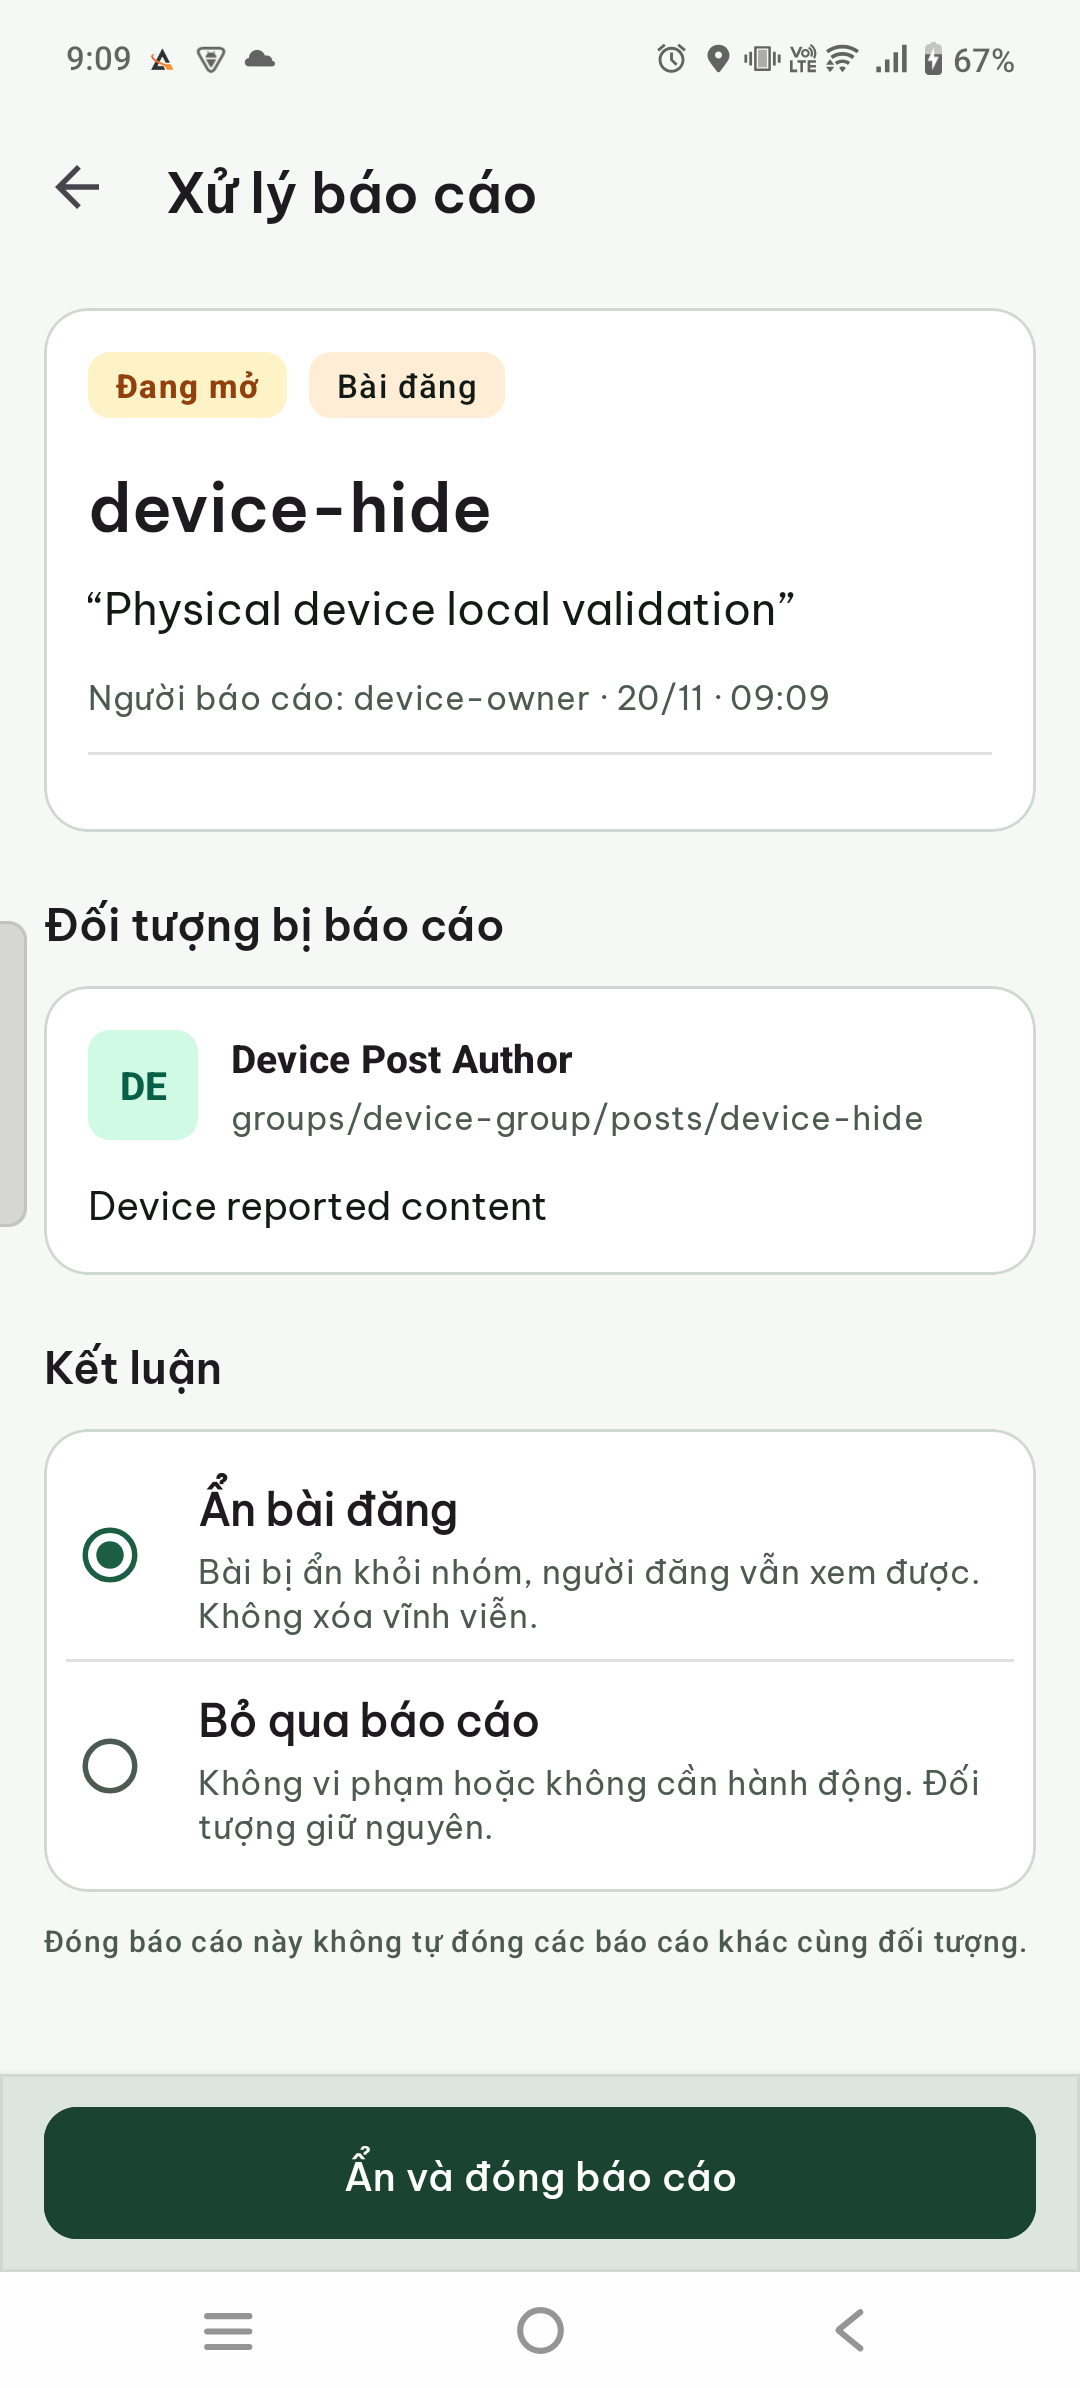 9:09
Vo)) LTE
67%
Xử lý báo cáo
Đang mở
Bài đăng
device-hide
“Physical device local validation”
Người báo cáo: device-owner · 20/11 · 09:09
Đối tượng bị báo cáo
DE
Device Post Author
groups/device-group/posts/device-hide
Device reported content
Kết luận
Ẩn bài đăng
Bài bị ẩn khỏi nhóm, người đăng vẫn xem được.
Không xóa vĩnh viễn.
Bỏ qua báo cáo
Không vi phạm hoặc không cần hành động. Đối
tượng giữ nguyên.
Đóng báo cáo này không tự đóng các báo cáo khác cùng đối tượng.
Ẩn và đóng báo cáo